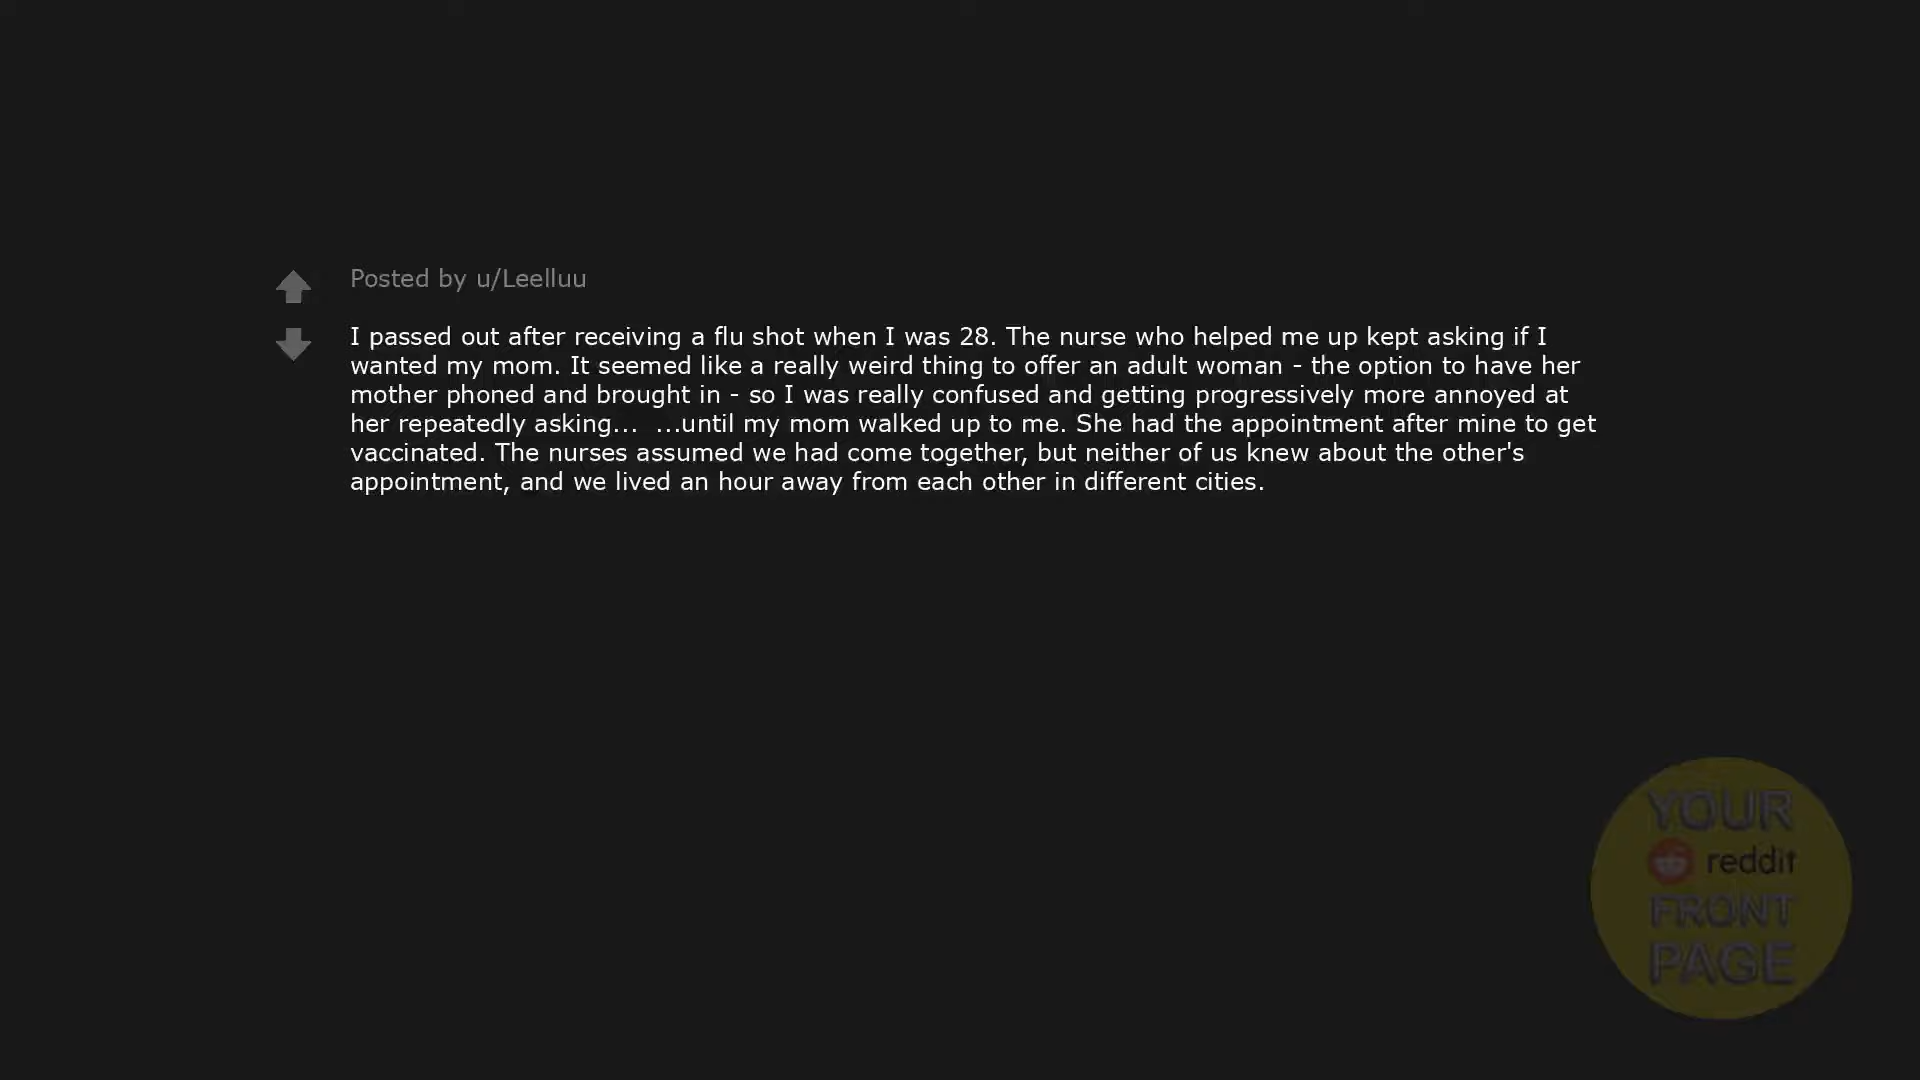 Posted by u/Leelluu
I passed out after receiving a flu shot when I was 28. The nurse who helped me up kept asking if I
wanted my mom. It seemed like a really weird thing to offer an adult woman - the option to have her
mother phoned and brought in - so I was really confused and getting progressively more annoyed at
her repeatedly asking...  ...until my mom walked up to me. She had the appointment after mine to get
vaccinated. The nurses assumed we had come together, but neither of us knew about the other's
appointment, and we lived an hour away from each other in different cities.
YOUR
reddit
FRONT
PAGE